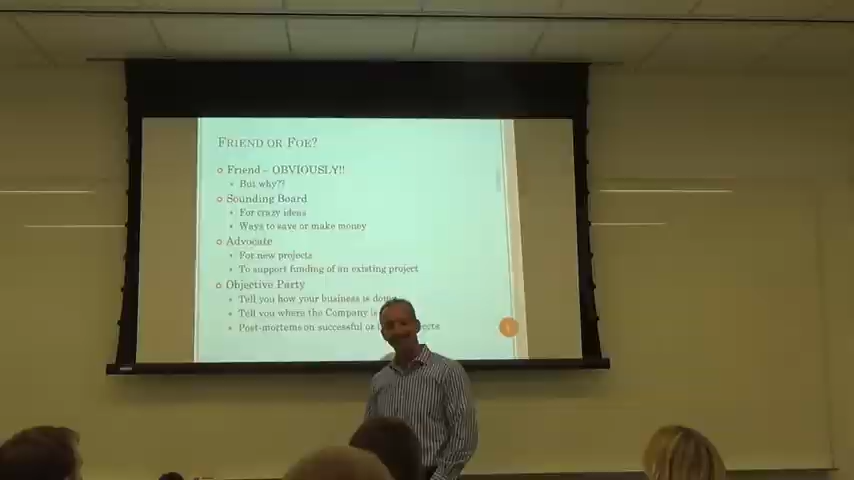 FRIEND OR FOE?
Friend – OBVIOUSLY!!
But why??
Sounding Board
For crazy ideas
Ways to save or make money
Advocate
For new projects
To support funding of an existing project
Objective Party
Tell you how your business is doing
Tell you where the Company is
Post-mortems on successful or